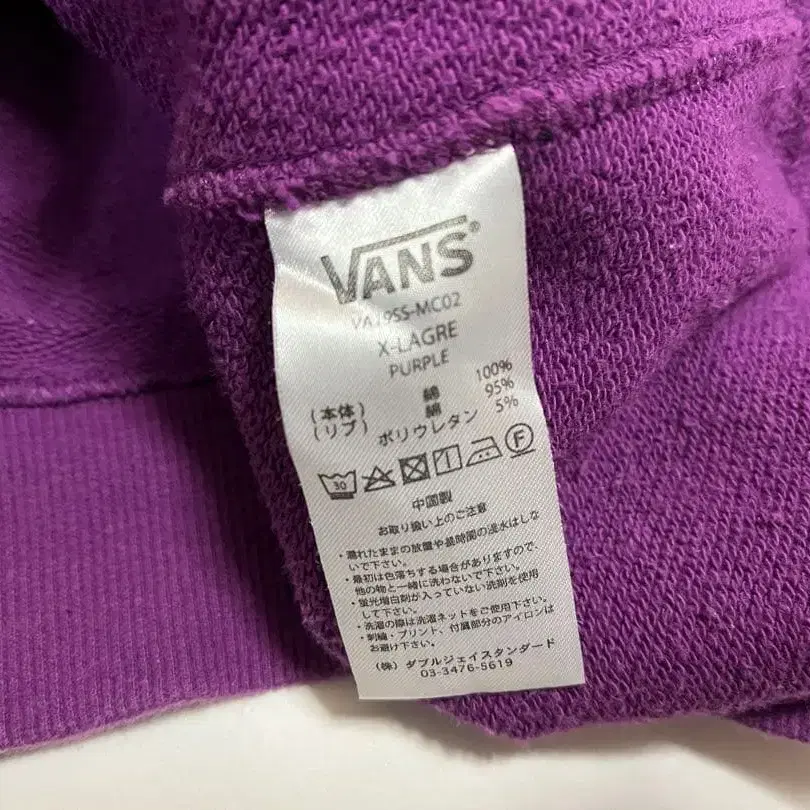 VANS®
VA19SS-MC02
X-LAGRE
PURPLE
(本体) 綿 100%
(リブ) 綿 95%
ポリウレタン 5%
30 F
中国製
お取り扱い上のご注意
・濡れたままの放置や長時間の浸水はしな
いで下さい。
・最初は色落ちする場合がありますので、
他の物と一緒に洗わないで下さい。
・蛍光増白剤が入っていない洗剤を使用
して下さい。
・洗濯の際は洗濯ネットをご使用下さい。
・刺繍・プリント、付属部分のアイロンは
お避け下さい。
(株) ダブルジェイスタンダード
03-3476-5619